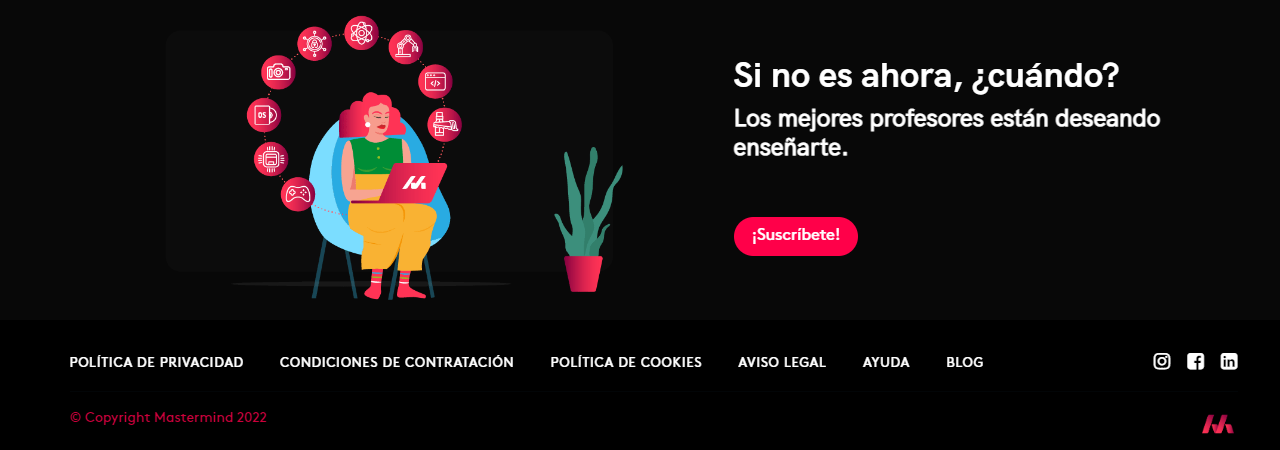 Si no es ahora, ¿cuándo?
Los mejores profesores están deseando
enseñarte.
OS
¡Suscríbete!
POLÍTICA DE PRIVACIDAD CONDICIONES DE CONTRATACIÓN POLÍTICA DE COOKIES AVISO LEGAL AYUDA BLOG
© Copyright Mastermind 2022